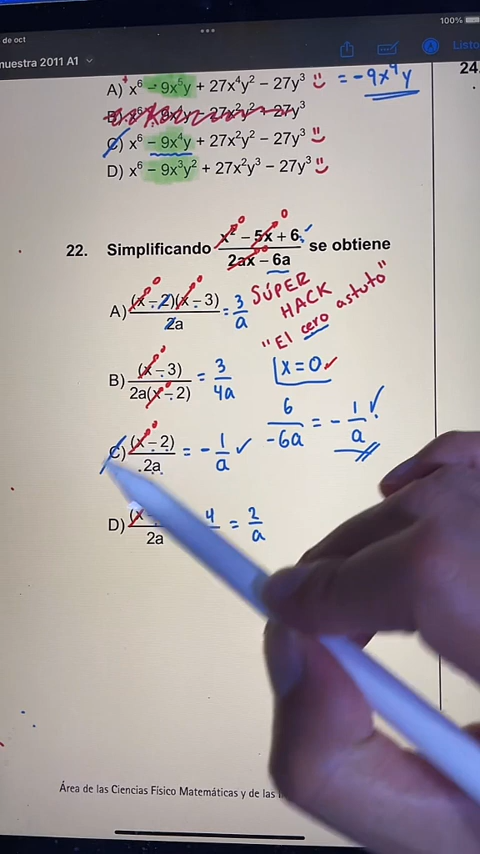 100%
de oct
nuestra 2011 A1
Listo
A) x⁶ − 9x⁵y + 27x⁴y² − 27y³ = −9x⁴y
24.
C) x⁶ − 9x⁴y + 27x²y² − 27y³
D) x⁶ − 9x³y² + 27x²y³ − 27y³
22. Simplificando (x² − 5x + 6)/(2ax − 6a) se obtiene
A) (x − 2)(x − 3)/2a = 3/a
SÚPER HACK
"El cero astuto"
x=0
B) (x − 3)/2a(x − 2) = 3/4a
6/−6a = −1/a
C) (x − 2)/2a = −1/a
D) (x 2a 4 = 2/a
Área de las Ciencias Físico Matemáticas y de las